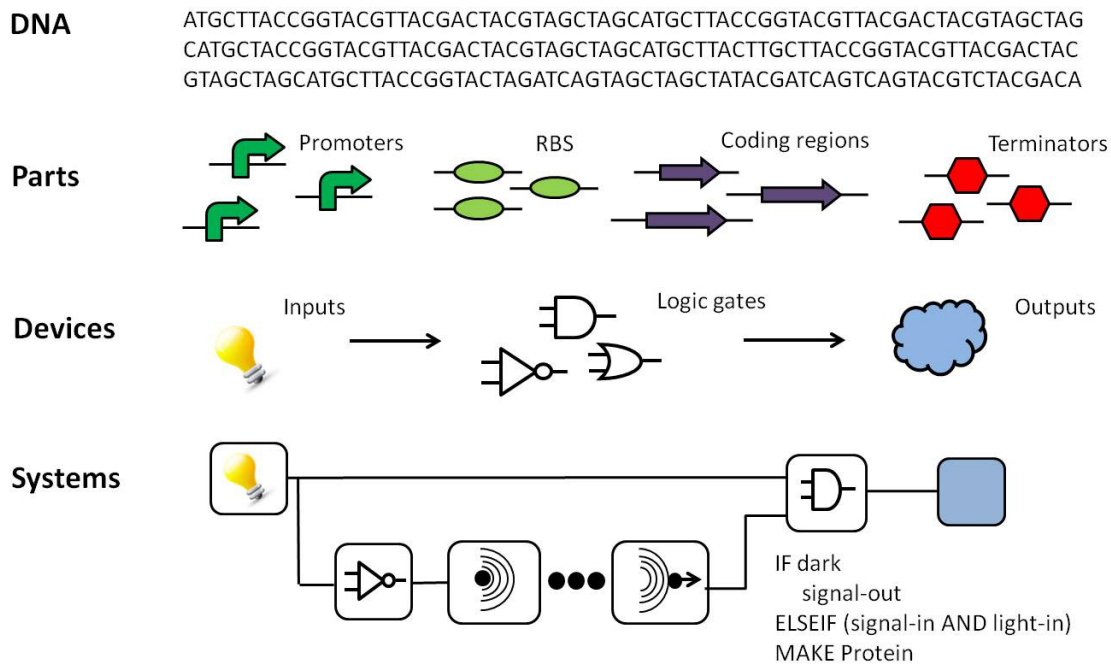 DNA
ATGCTTACCGGTACGTTACGACTACGTAGCTAGCATGCTTACCGGTACGTTACGACTACGTAGCTAG
CATGCTACCGGTACGTTACGACTACGTAGCTAGCATGCTTACTTGCTTACCGGTACGTTACGACTAC
GTAGCTAGCATGCTTACCGGTACTAGATCAGTAGCTAGCTATACGATCAGTCAGTACGTCTACGACA
Parts
Promoters
RBS
Coding regions
Terminators
Devices
Inputs
Logic gates
Outputs
Systems
IF dark
signal-out
ELSEIF (signal-in AND light-in)
MAKE Protein